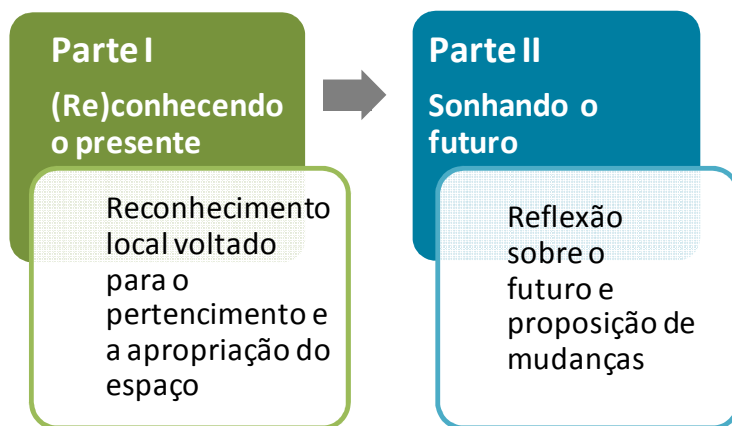 Parte I
(Re)conhecendo
o presente
Reconhecimento
local voltado
para o
pertencimento e
a apropriação do
espaço
Parte II
Sonhando o
futuro
Reflexão
sobre o
futuro e
proposição de
mudanças